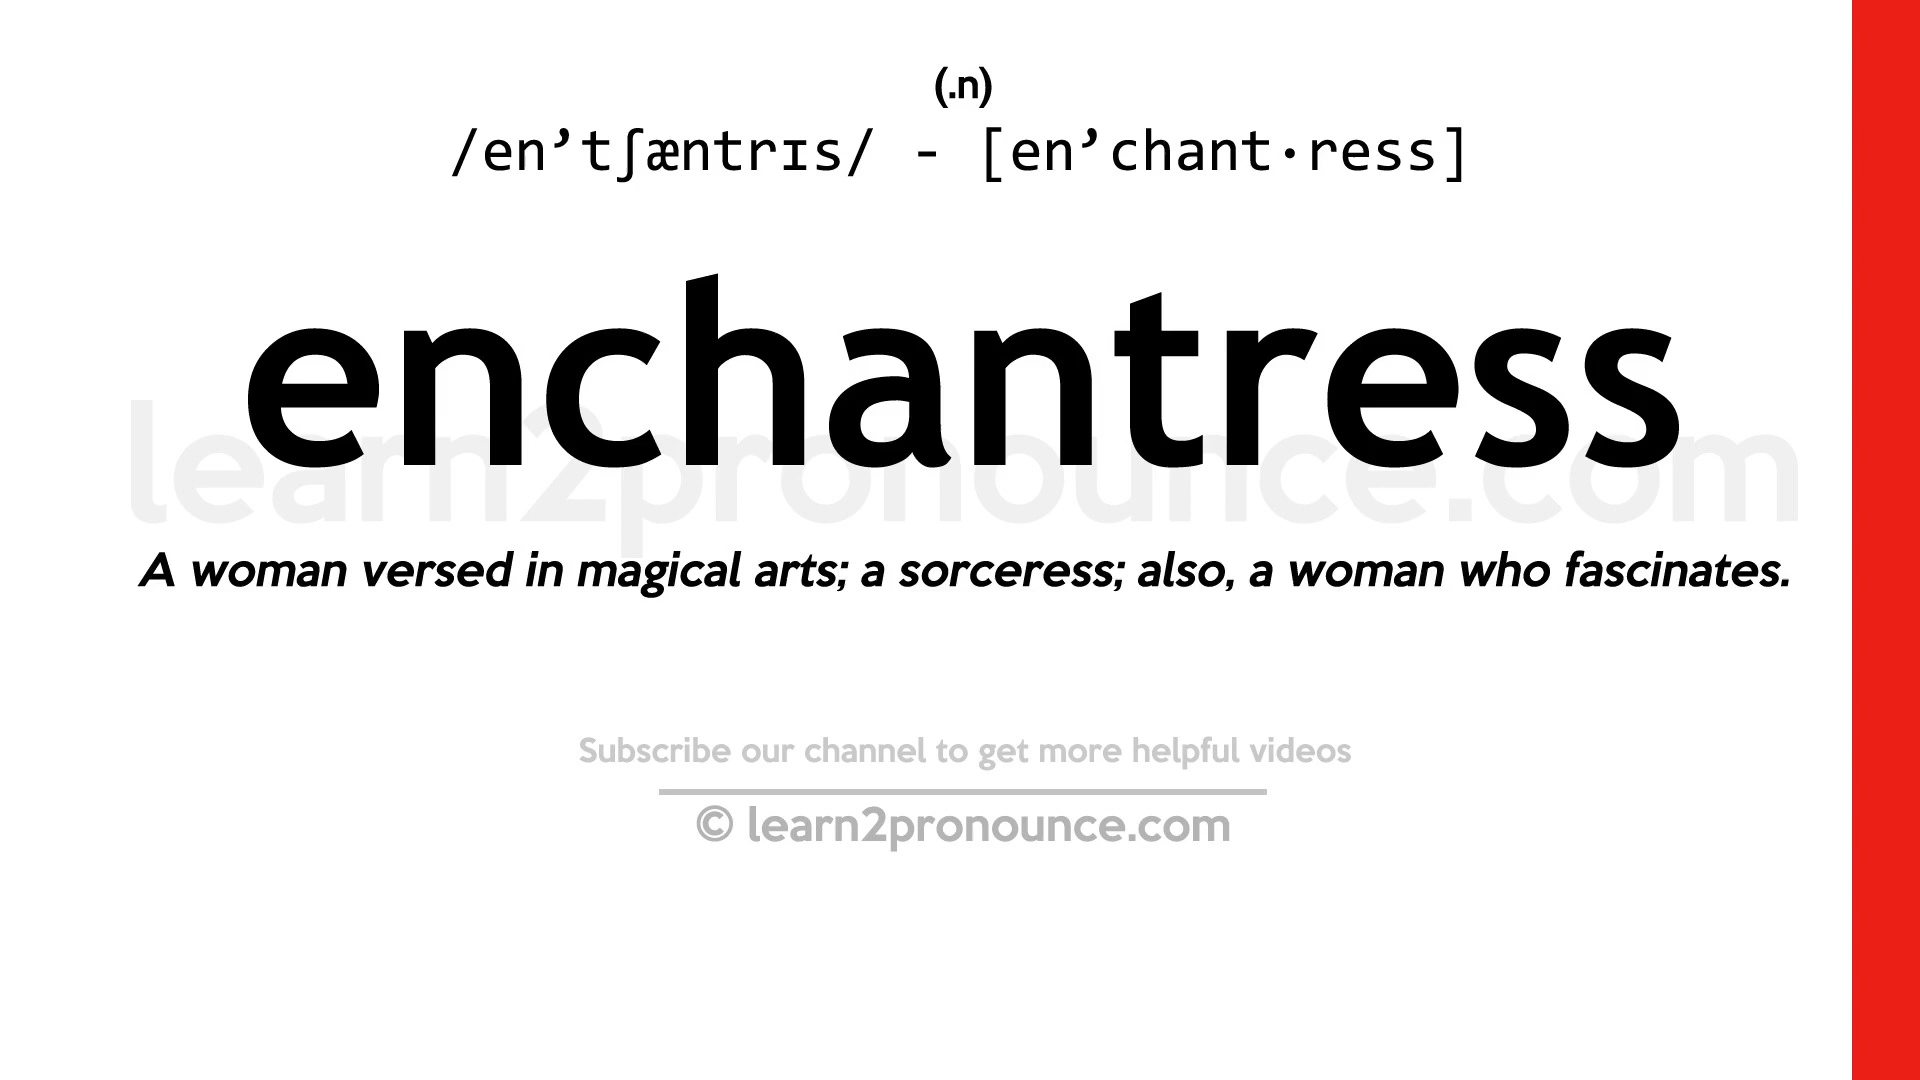 (.n)
/en’tʃæntrɪs/ - [en’chant·ress]
enchantress
learn2pronounce.com
A woman versed in magical arts; a sorceress; also, a woman who fascinates.
Subscribe our channel to get more helpful videos
© learn2pronounce.com